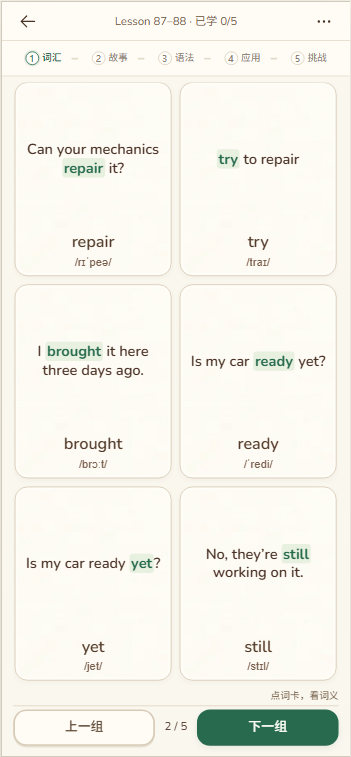 Lesson 87–88 · 已学 0/5
1 词汇 – 2 故事 – 3 语法 – 4 应用 – 5 挑战
Can your mechanics
repair it?
repair
/rɪˈpeə/
try to repair
try
/traɪ/
I brought it here
three days ago.
brought
/brɔːt/
Is my car ready yet?
ready
/ˈredi/
Is my car ready yet?
yet
/jet/
No, they’re still
working on it.
still
/stɪl/
点词卡，看词义
上一组 2 / 5 下一组